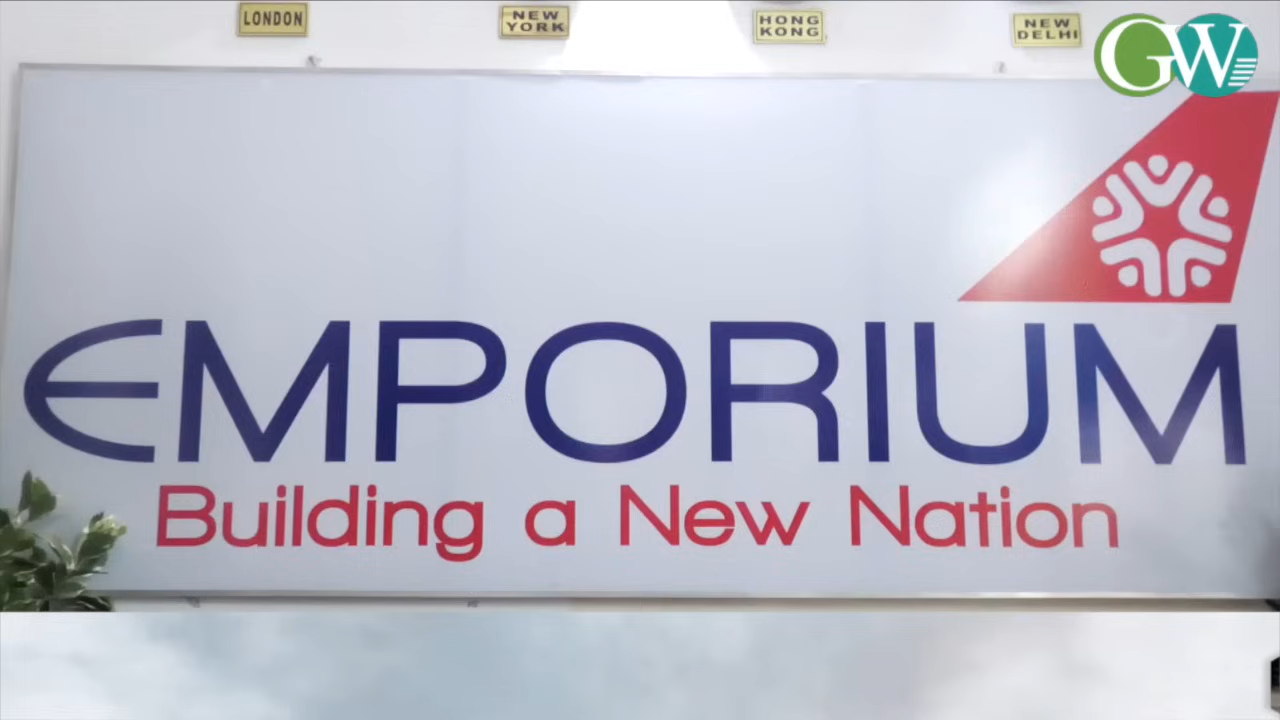 LONDON
NEW
YORK
HONG
KONG
NEW
DELHI
GW
EMPORIUM
Building a New Nation